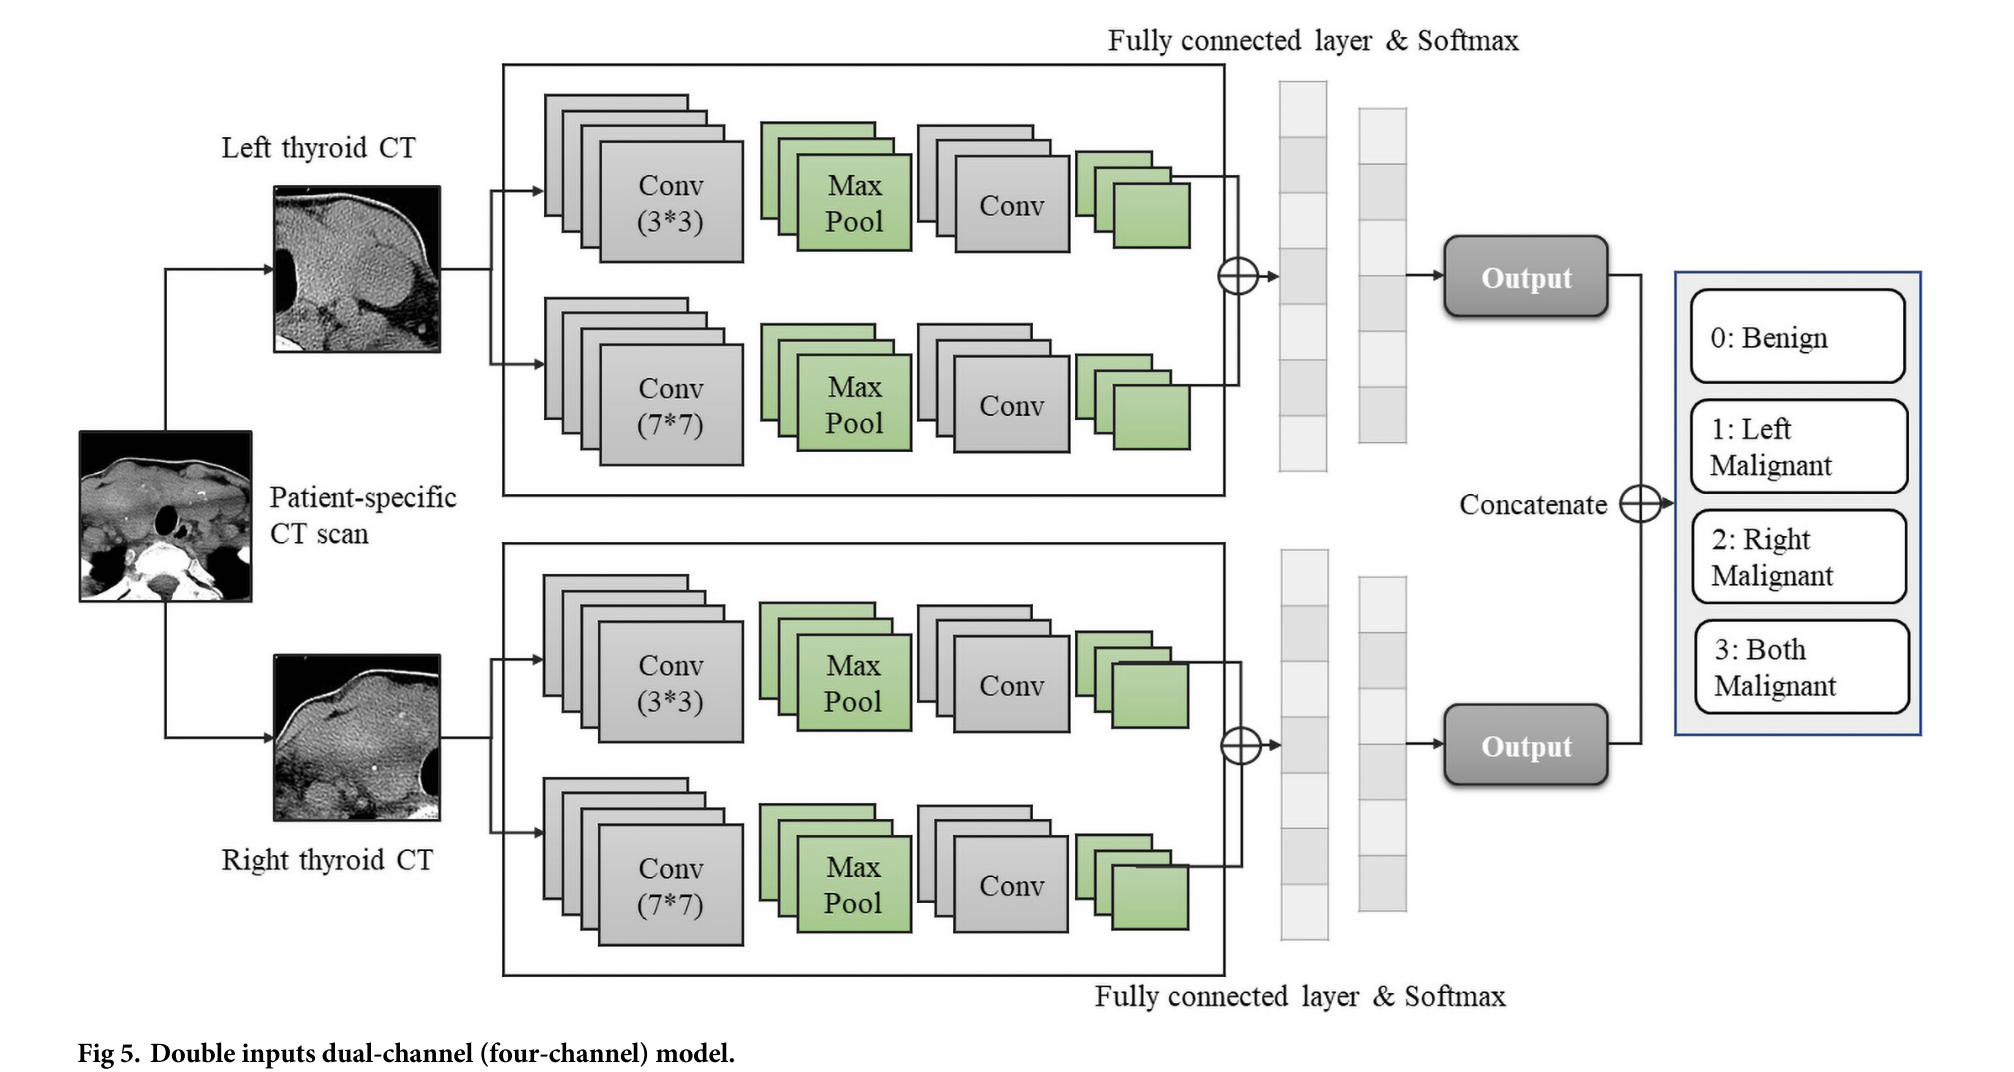 Fully connected layer & Softmax
Left thyroid CT
Conv
(3*3)
Max
Pool
Conv
Conv
(7*7)
Max
Pool
Conv
Output
Patient-specific
CT scan
Concatenate
0: Benign
1: Left
Malignant
2: Right
Malignant
3: Both
Malignant
Conv
(3*3)
Max
Pool
Conv
Conv
(7*7)
Max
Pool
Conv
Output
Right thyroid CT
Fully connected layer & Softmax
Fig 5. Double inputs dual-channel (four-channel) model.